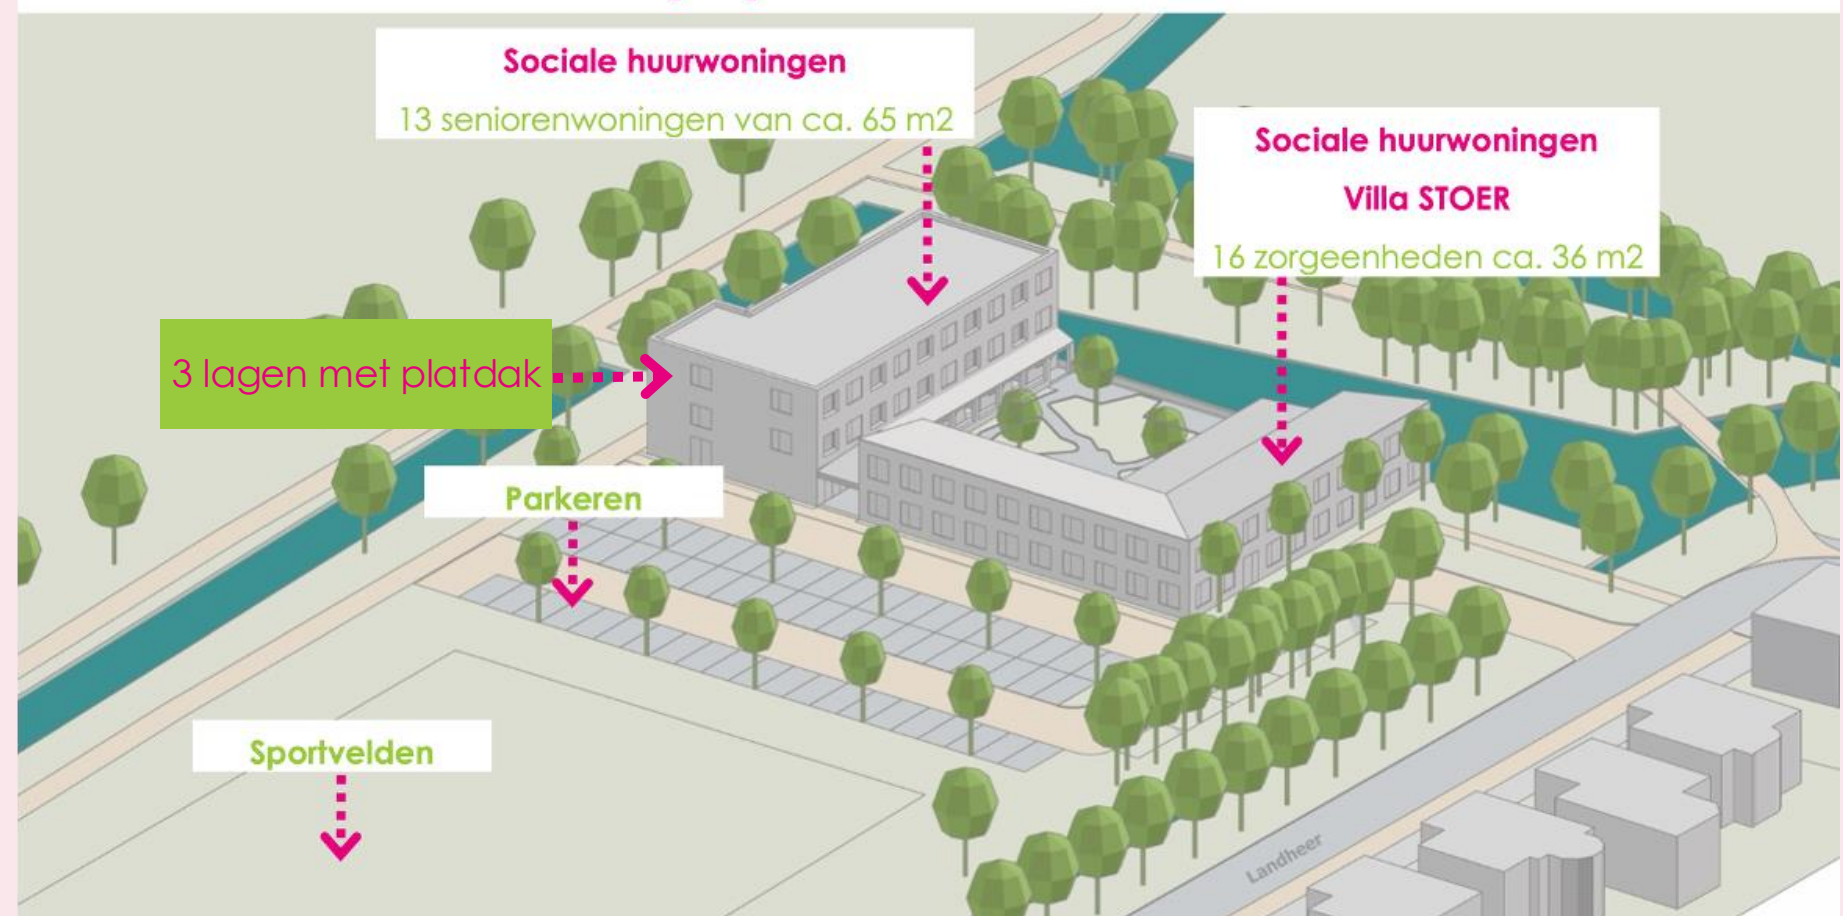 Sociale huurwoningen
13 seniorenwoningen van ca. 65 m2
Sociale huurwoningen
Villa STOER
16 zorgeenheden ca. 36 m2
3 lagen met platdak
Parkeren
Sportvelden
Landheer